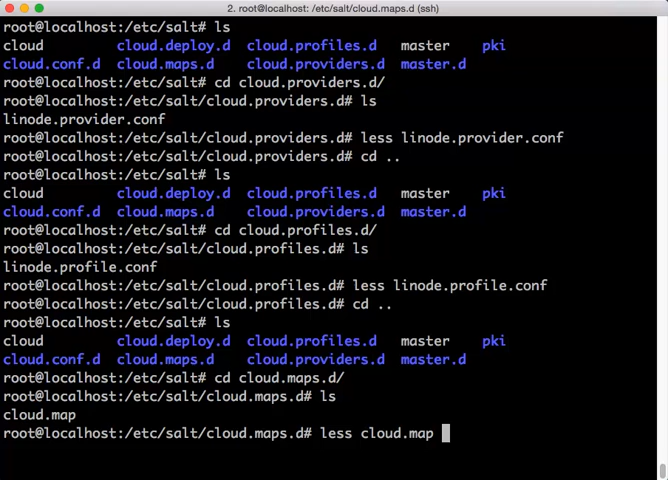 2. root@localhost: /etc/salt/cloud.maps.d (ssh)
root@localhost:/etc/salt# ls
cloud cloud.deploy.d cloud.profiles.d master pki
cloud.conf.d cloud.maps.d cloud.providers.d master.d
root@localhost:/etc/salt# cd cloud.providers.d/
root@localhost:/etc/salt/cloud.providers.d# ls
linode.provider.conf
root@localhost:/etc/salt/cloud.providers.d# less linode.provider.conf
root@localhost:/etc/salt/cloud.providers.d# cd ..
root@localhost:/etc/salt# ls
cloud cloud.deploy.d cloud.profiles.d master pki
cloud.conf.d cloud.maps.d cloud.providers.d master.d
root@localhost:/etc/salt# cd cloud.profiles.d/
root@localhost:/etc/salt/cloud.profiles.d# ls
linode.profile.conf
root@localhost:/etc/salt/cloud.profiles.d# less linode.profile.conf
root@localhost:/etc/salt/cloud.profiles.d# cd ..
root@localhost:/etc/salt# ls
cloud cloud.deploy.d cloud.profiles.d master pki
cloud.conf.d cloud.maps.d cloud.providers.d master.d
root@localhost:/etc/salt# cd cloud.maps.d/
root@localhost:/etc/salt/cloud.maps.d# ls
cloud.map
root@localhost:/etc/salt/cloud.maps.d# less cloud.map